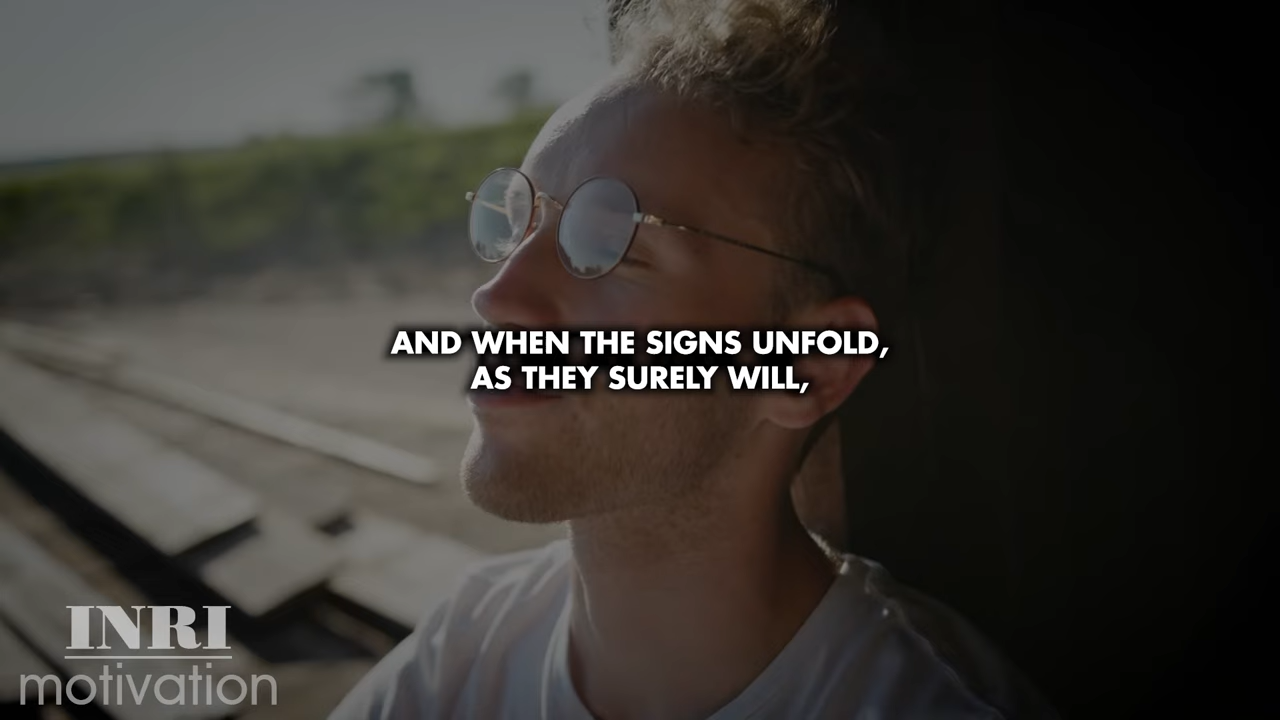 AND WHEN THE SIGNS UNFOLD,
AS THEY SURELY WILL,
INRI
motivation